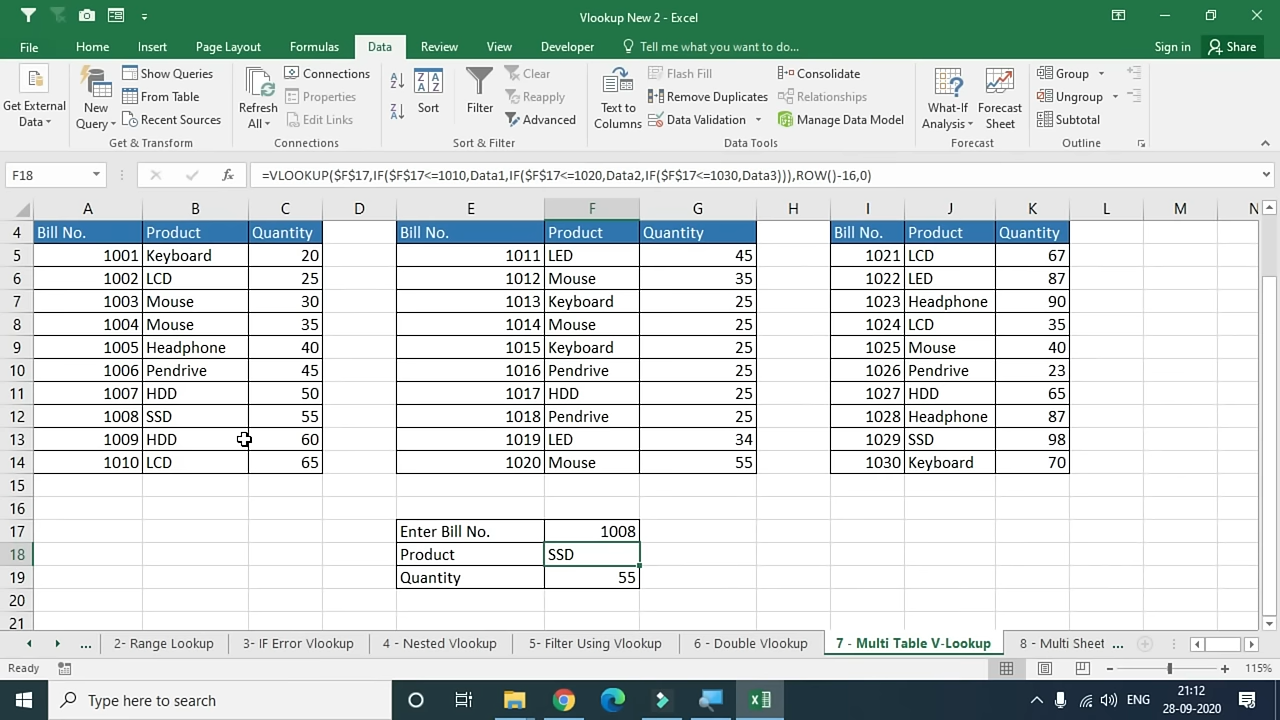 Vlookup New 2 - Excel
File Home Insert Page Layout Formulas Data Review View Developer Tell me what you want to do... Sign in Share
Get External Data
New Query
Show Queries
From Table
Recent Sources
Get & Transform
Refresh All
Connections
Properties
Edit Links
Connections
Sort
Filter
Clear
Reapply
Advanced
Sort & Filter
Text to Columns
Flash Fill
Remove Duplicates
Data Validation
Consolidate
Relationships
Manage Data Model
Data Tools
What-If Analysis
Forecast Sheet
Forecast
Group
Ungroup
Subtotal
Outline
F18 fx =VLOOKUP($F$17,IF($F$17<=1010,Data1,IF($F$17<=1020,Data2,IF($F$17<=1030,Data3))),ROW()-16,0)
A B C D E F G H I J K L M N
4 Bill No. Product Quantity Bill No. Product Quantity Bill No. Product Quantity
5 1001 Keyboard 20 1011 LED 45 1021 LCD 67
6 1002 LCD 25 1012 Mouse 35 1022 LED 87
7 1003 Mouse 30 1013 Keyboard 25 1023 Headphone 90
8 1004 Mouse 35 1014 Mouse 25 1024 LCD 35
9 1005 Headphone 40 1015 Keyboard 25 1025 Mouse 40
10 1006 Pendrive 45 1016 Pendrive 25 1026 Pendrive 23
11 1007 HDD 50 1017 HDD 25 1027 HDD 65
12 1008 SSD 55 1018 Pendrive 25 1028 Headphone 87
13 1009 HDD 60 1019 LED 34 1029 SSD 98
14 1010 LCD 65 1020 Mouse 55 1030 Keyboard 70
15
16
17 Enter Bill No. 1008
18 Product SSD
19 Quantity 55
20
21
... 2- Range Lookup 3- IF Error Vlookup 4 - Nested Vlookup 5- Filter Using Vlookup 6 - Double Vlookup 7 - Multi Table V-Lookup 8 - Multi Sheet ...
Ready 115%
Type here to search ENG 21:12
28-09-2020